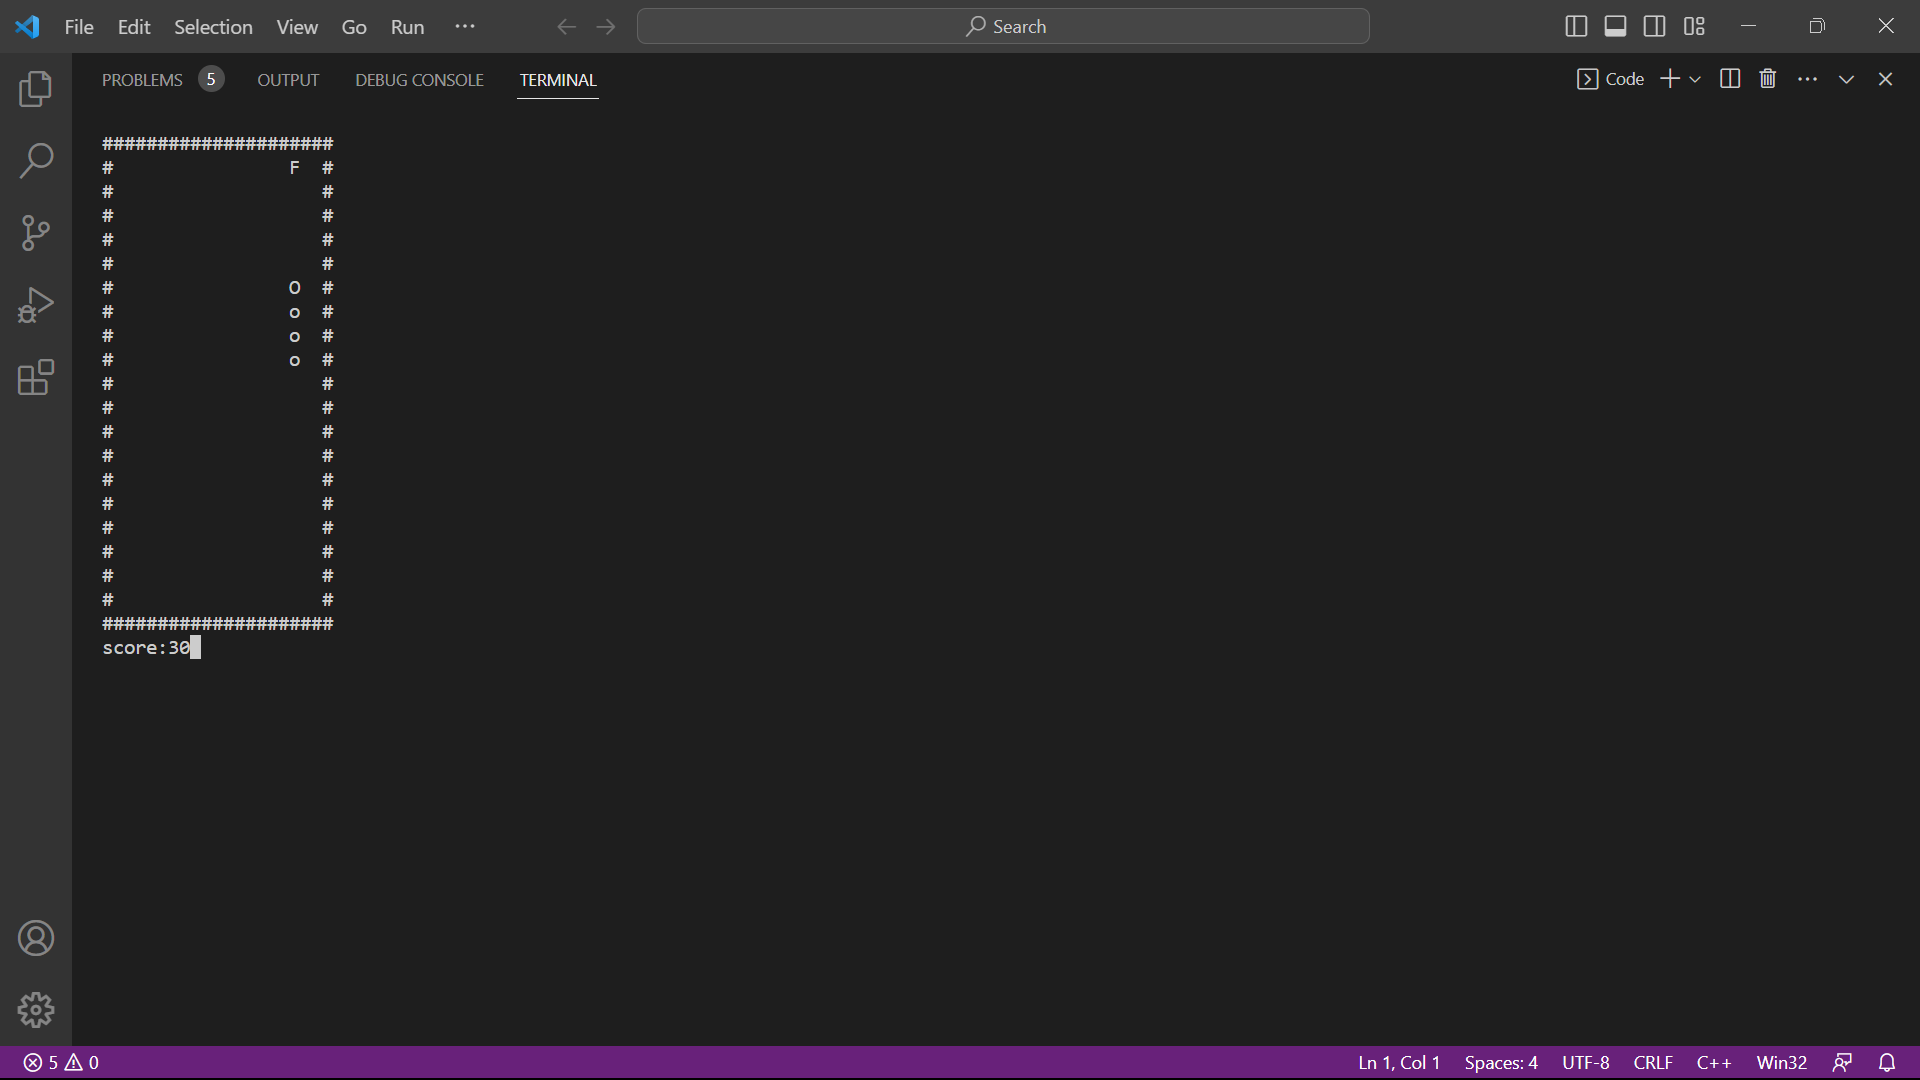 File Edit Selection View Go Run ··· Search
PROBLEMS 5 OUTPUT DEBUG CONSOLE TERMINAL Code
#####################
#                F  #
#                   #
#                   #
#                   #
#                   #
#                O  #
#                o  #
#                o  #
#                o  #
#                   #
#                   #
#                   #
#                   #
#                   #
#                   #
#                   #
#                   #
#                   #
#                   #
#####################
score:30
5 0 Ln 1, Col 1 Spaces: 4 UTF-8 CRLF C++ Win32